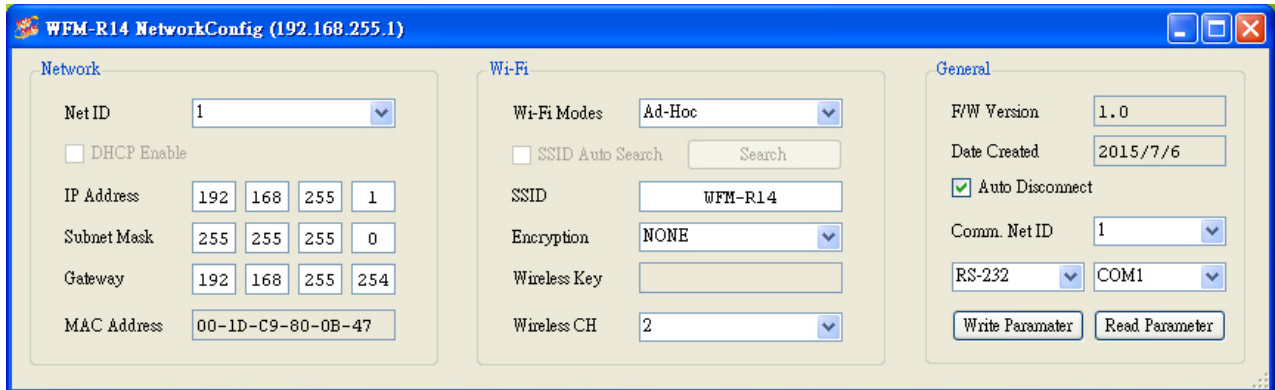 WFM-R14 NetworkConfig (192.168.255.1)
Network
Net ID 1
DHCP Enable
IP Address 192 168 255 1
Subnet Mask 255 255 255 0
Gateway 192 168 255 254
MAC Address 00-1D-C9-80-0B-47
Wi-Fi
Wi-Fi Modes Ad-Hoc
SSID Auto Search Search
SSID WFM-R14
Encryption NONE
Wireless Key
Wireless CH 2
General
F/W Version 1.0
Date Created 2015/7/6
Auto Disconnect
Comm. Net ID 1
RS-232 COM1
Write Paramater Read Parameter